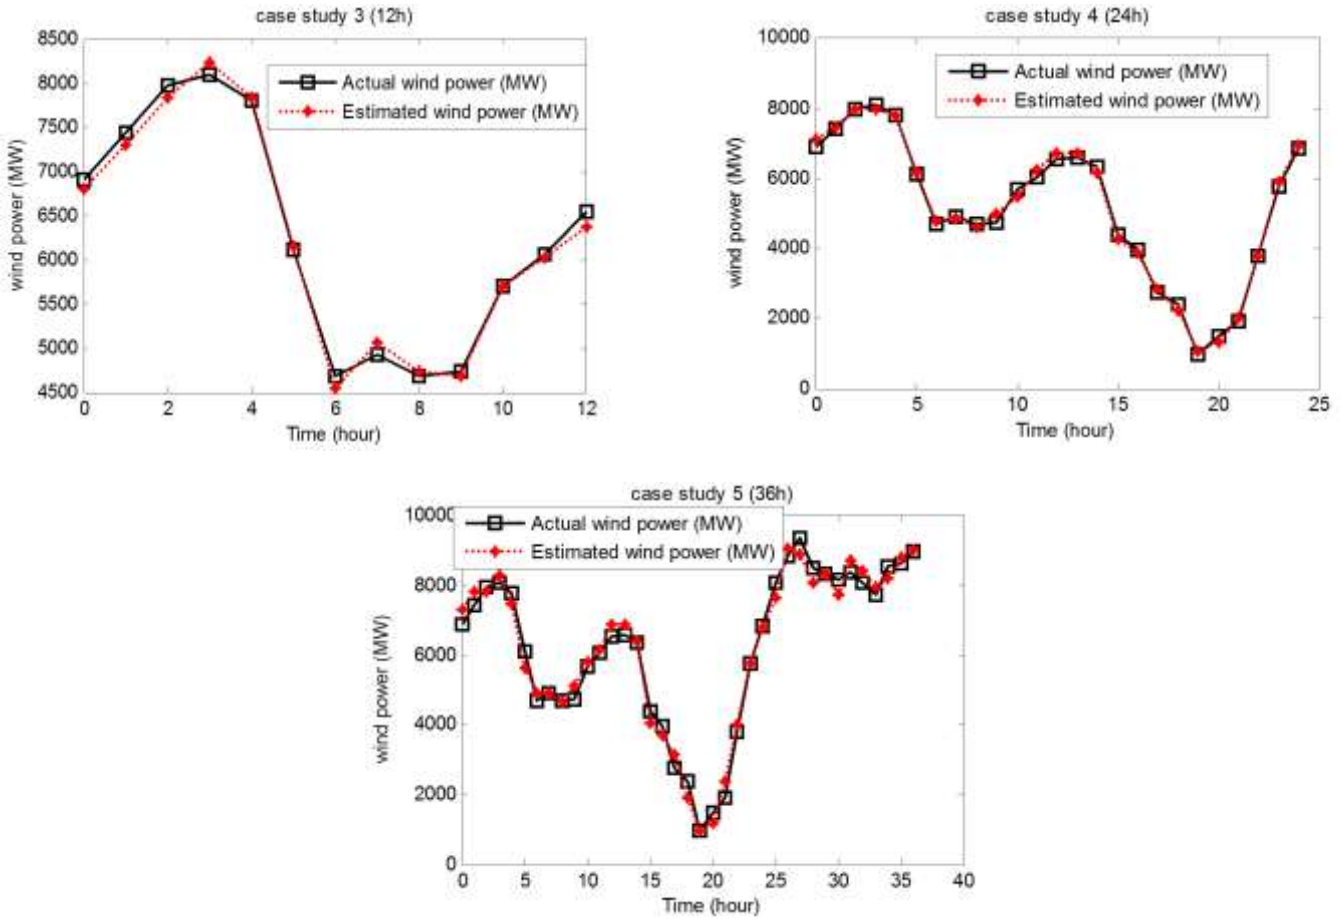 case study 3 (12h)
8500
8000
7500
7000
6500
6000
5500
5000
4500
wind power (MW)
Actual wind power (MW)
Estimated wind power (MW)
0 2 4 6 8 10 12
Time (hour)
case study 4 (24h)
10000
8000
6000
4000
2000
0
wind power (MW)
Actual wind power (MW)
Estimated wind power (MW)
0 5 10 15 20 25
Time (hour)
case study 5 (36h)
10000
8000
6000
4000
2000
0
wind power (MW)
Actual wind power (MW)
Estimated wind power (MW)
0 5 10 15 20 25 30 35 40
Time (hour)